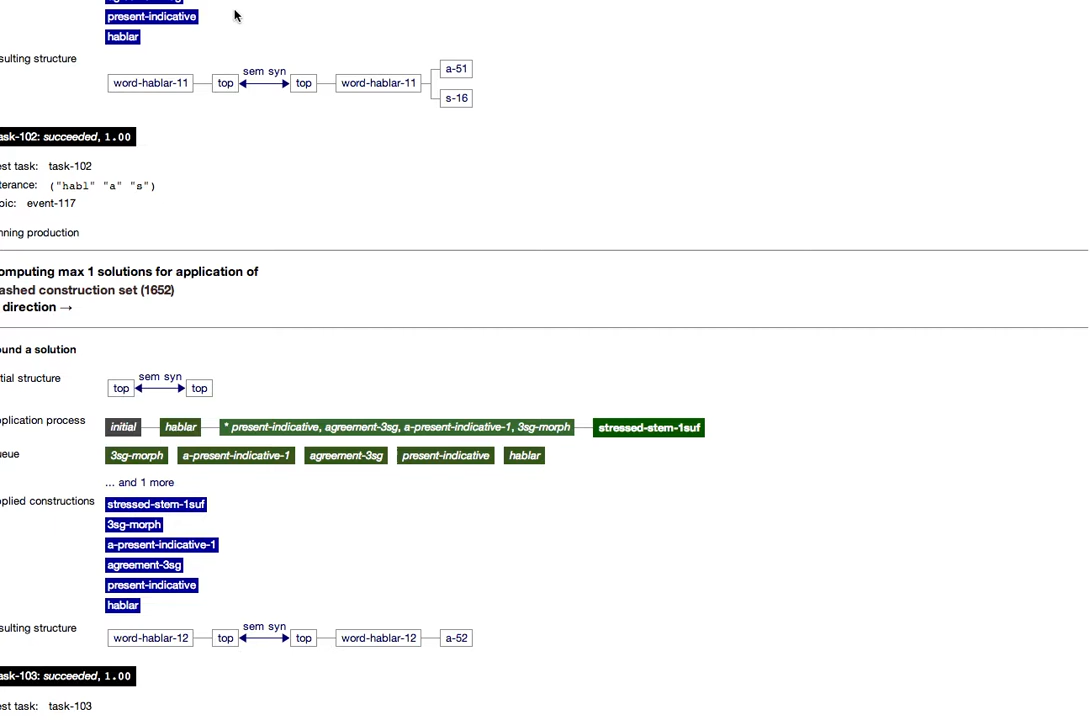 present-indicative
hablar
sulting structure
word-hablar-11 top sem syn top word-hablar-11 a-51
s-16
ask-102: succeeded, 1.00
est task: task-102
terance: ("habl" "a" "s")
pic: event-117
nning production
omputing max 1 solutions for application of
ashed construction set (1652)
direction →
ound a solution
tial structure
top sem syn top
plication process initial hablar * present-indicative, agreement-3sg, a-present-indicative-1, 3sg-morph stressed-stem-1suf
ueue 3sg-morph a-present-indicative-1 agreement-3sg present-indicative hablar
... and 1 more
plied constructions stressed-stem-1suf
3sg-morph
a-present-indicative-1
agreement-3sg
present-indicative
hablar
sulting structure
word-hablar-12 top sem syn top word-hablar-12 a-52
ask-103: succeeded, 1.00
est task: task-103